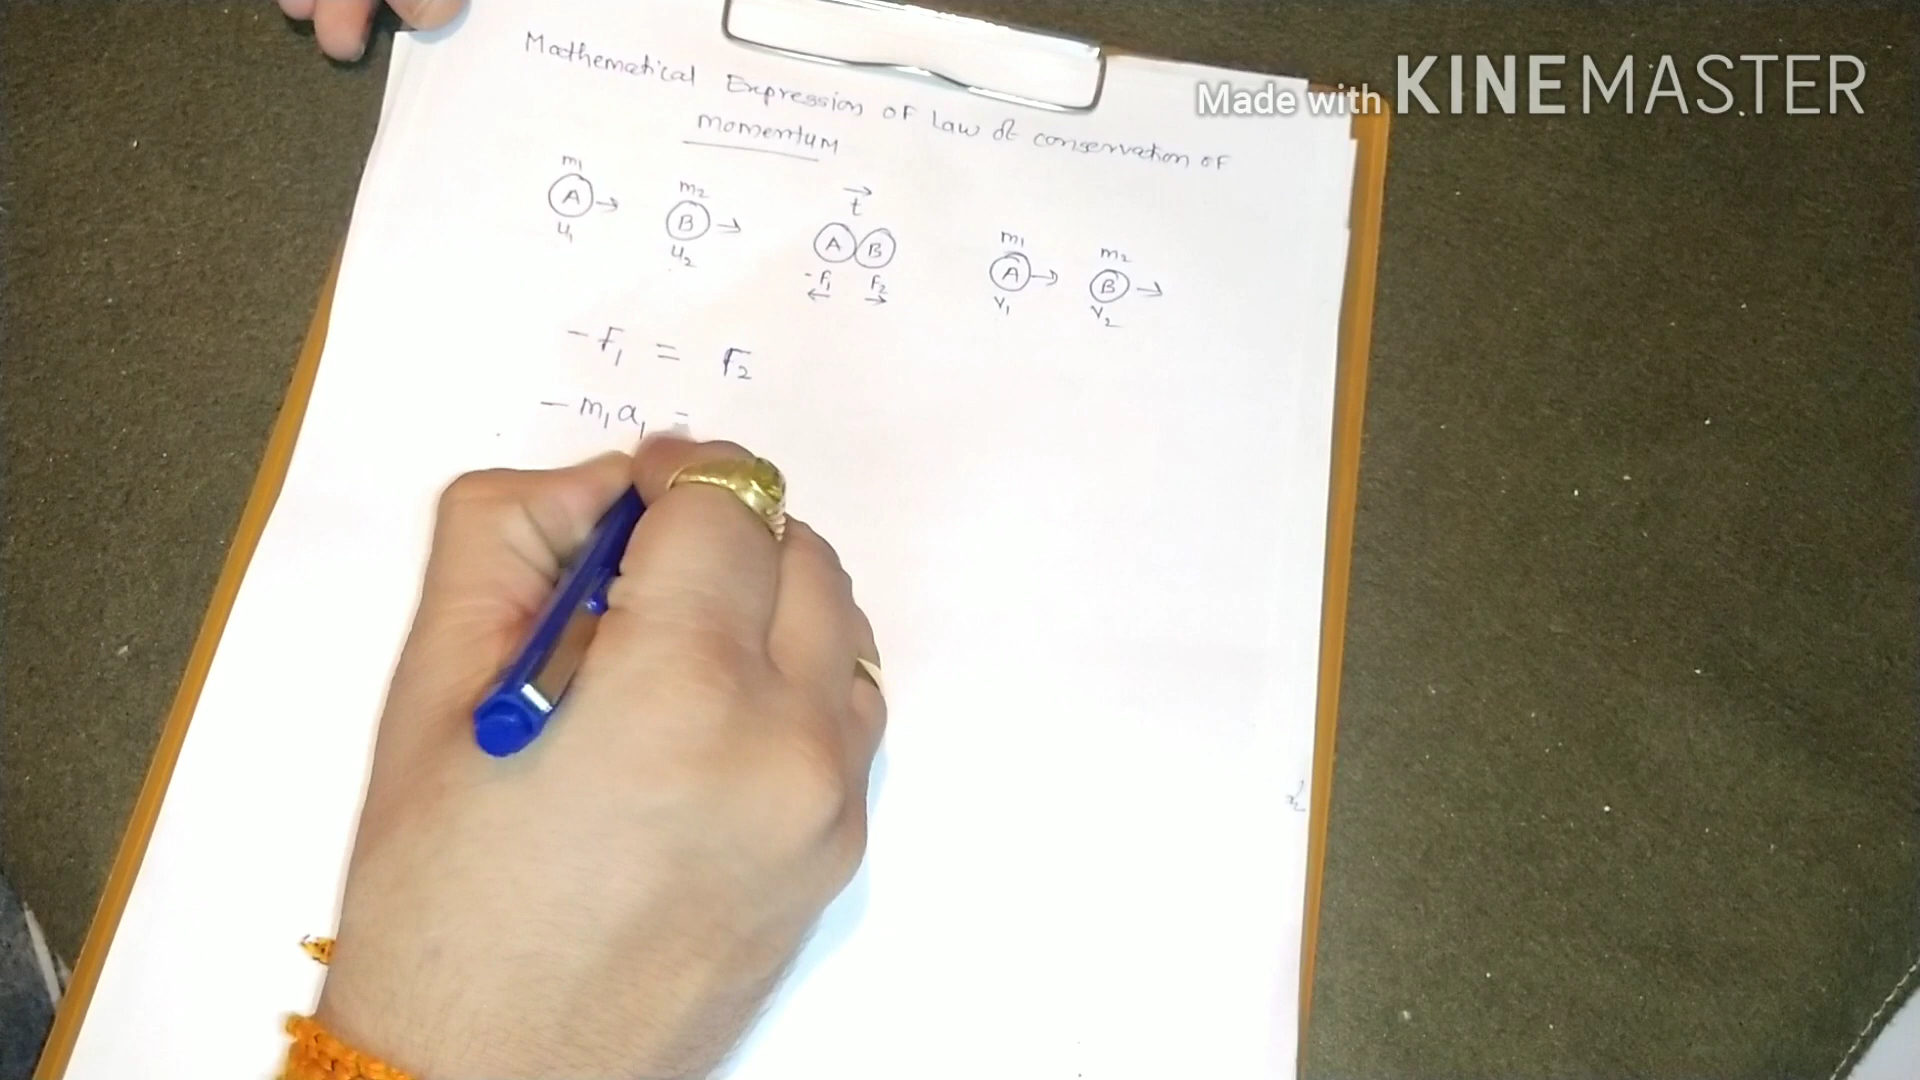 Made with KINEMASTER
Mathematical Expression of Law of conservation of
momentum
m₁ m₂ t m₁ m₂
A → B → A B A → B →
u₁ u₂ -F₁ F₂ v₁ v₂
← →
-F₁ = F₂
- m₁a₁ =